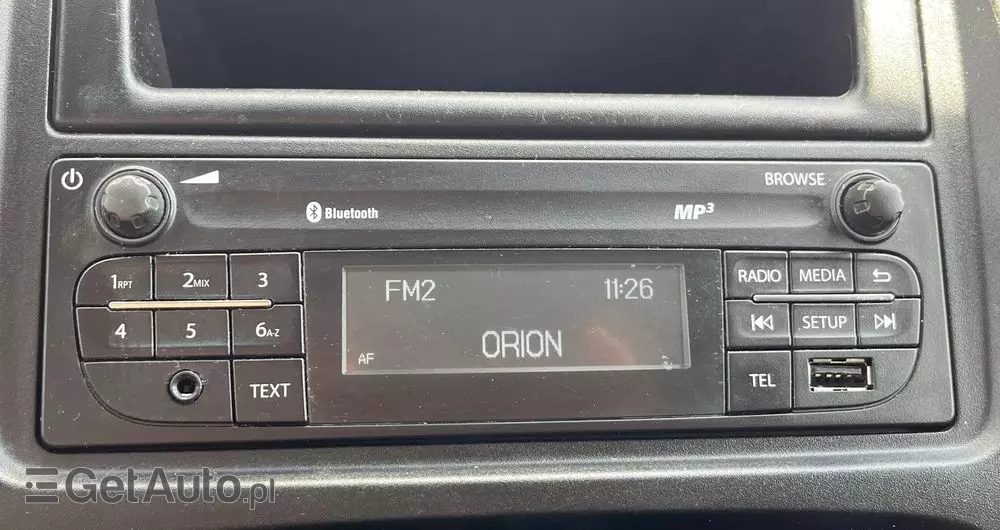 BROWSE
Bluetooth
MP3
1RPT 2MIX 3
4 5 6A-Z
TEXT
FM2 11:26
ORION
AF
RADIO MEDIA
SETUP
TEL
GetAuto.pl